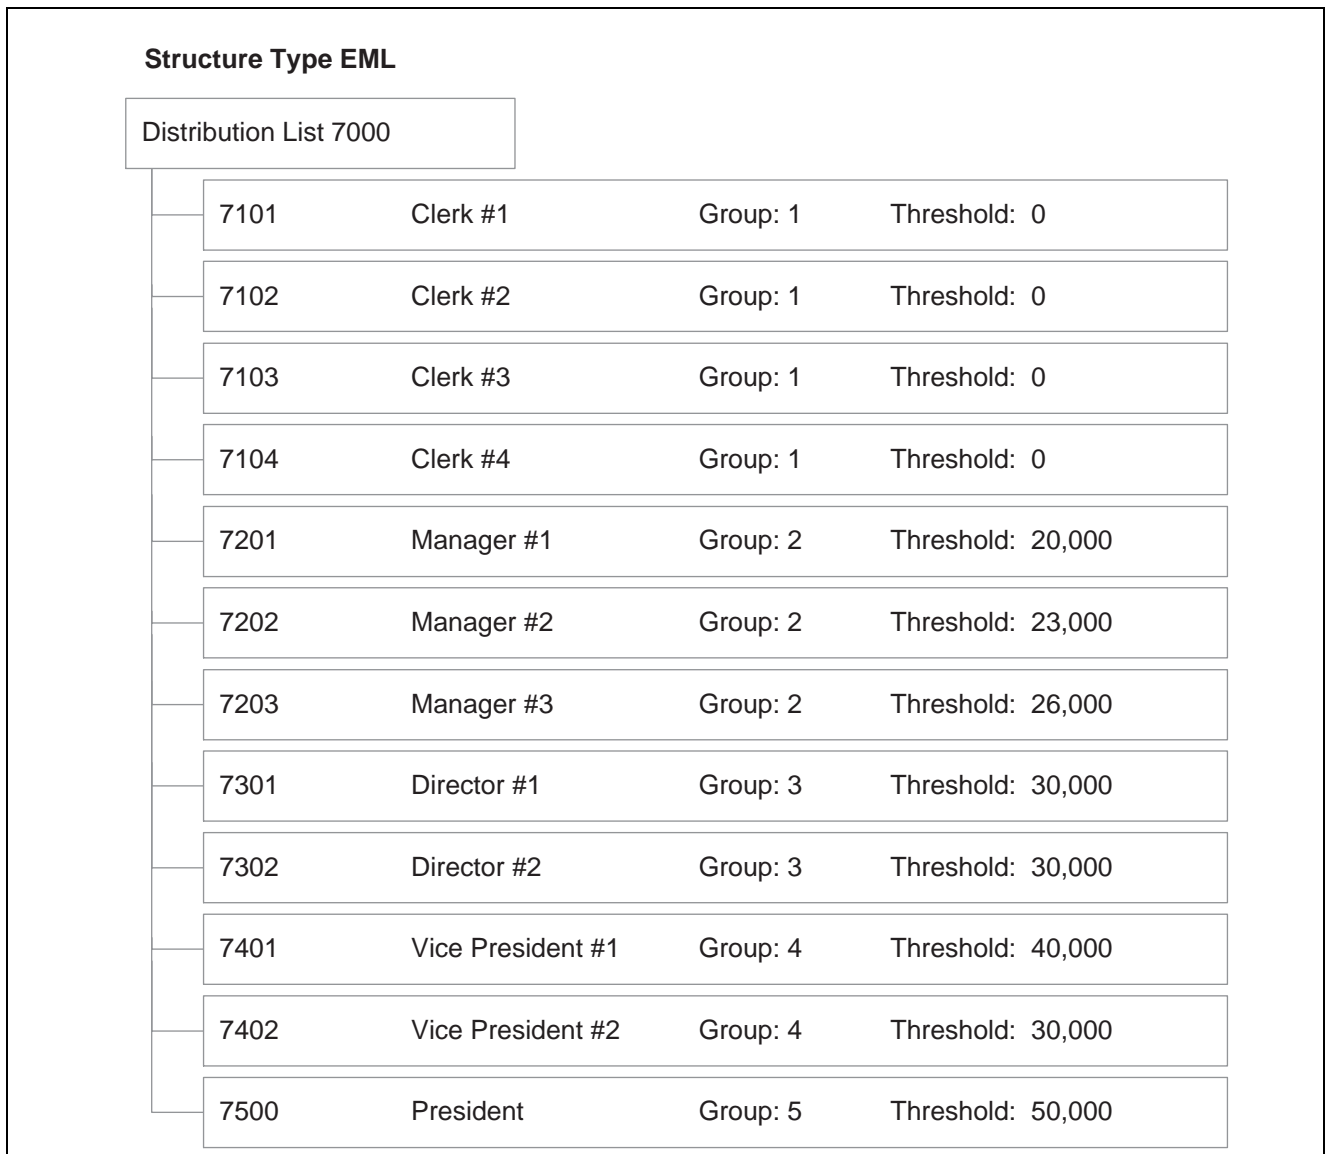 Structure Type EML
Distribution List 7000
7101 Clerk #1 Group: 1 Threshold: 0
7102 Clerk #2 Group: 1 Threshold: 0
7103 Clerk #3 Group: 1 Threshold: 0
7104 Clerk #4 Group: 1 Threshold: 0
7201 Manager #1 Group: 2 Threshold: 20,000
7202 Manager #2 Group: 2 Threshold: 23,000
7203 Manager #3 Group: 2 Threshold: 26,000
7301 Director #1 Group: 3 Threshold: 30,000
7302 Director #2 Group: 3 Threshold: 30,000
7401 Vice President #1 Group: 4 Threshold: 40,000
7402 Vice President #2 Group: 4 Threshold: 30,000
7500 President Group: 5 Threshold: 50,000